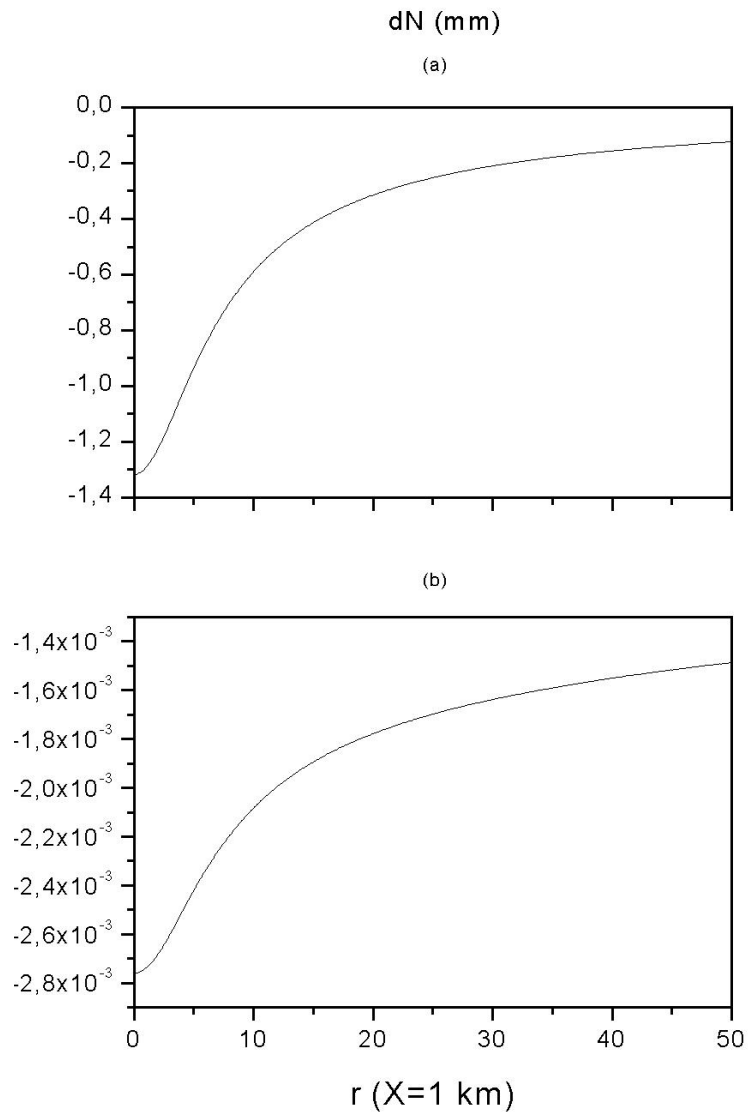 dN (mm)
(a)
0,0
-0,2
-0,4
-0,6
-0,8
-1,0
-1,2
-1,4
(b)
-1,4x10⁻³
-1,6x10⁻³
-1,8x10⁻³
-2,0x10⁻³
-2,2x10⁻³
-2,4x10⁻³
-2,6x10⁻³
-2,8x10⁻³
0 10 20 30 40 50
r (X=1 km)